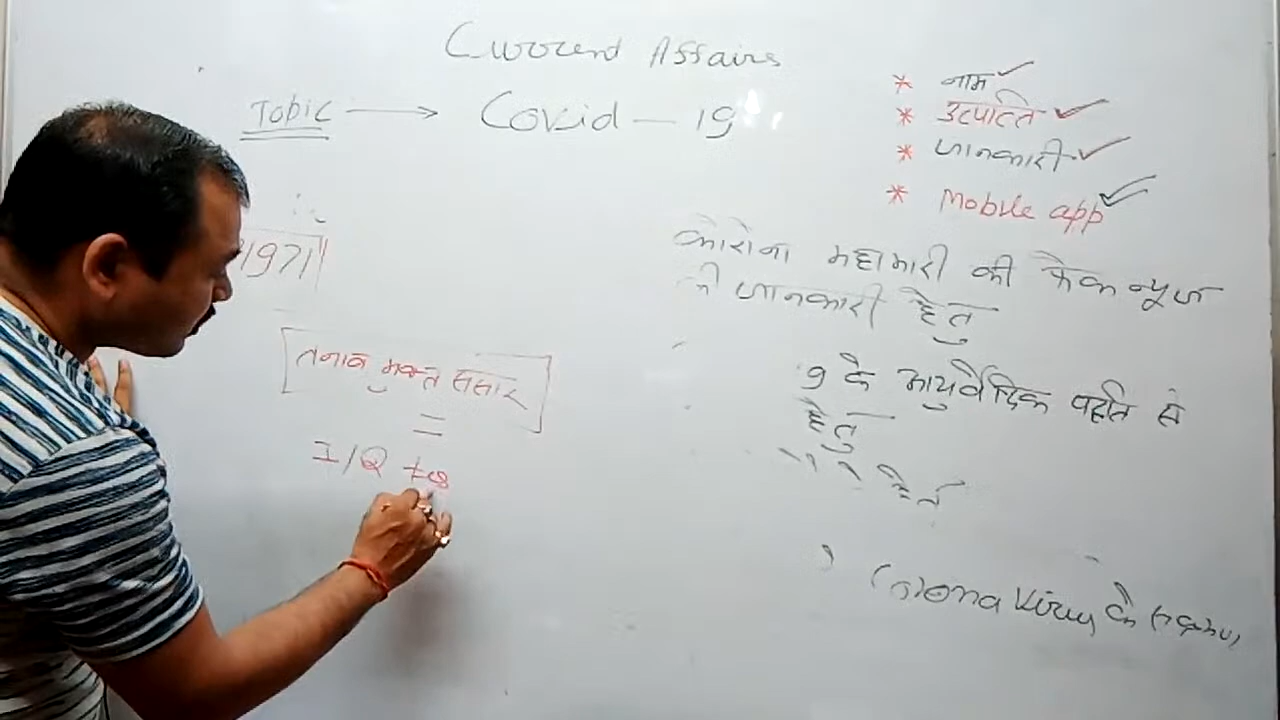 Current Affairs
Topic → Covid - 19
* नाम ✓
* उत्पत्ति ✓
* जानकारी ✓
* Mobile app ✓
1971"
कोरोना महामारी की फेक न्यूज
की जानकारी हेतु
तनाव मुक्त संसार
=
I/Q
9 के आयुर्वेदिक पद्धति से
हेतु
" " हेतु
Corona Virus के